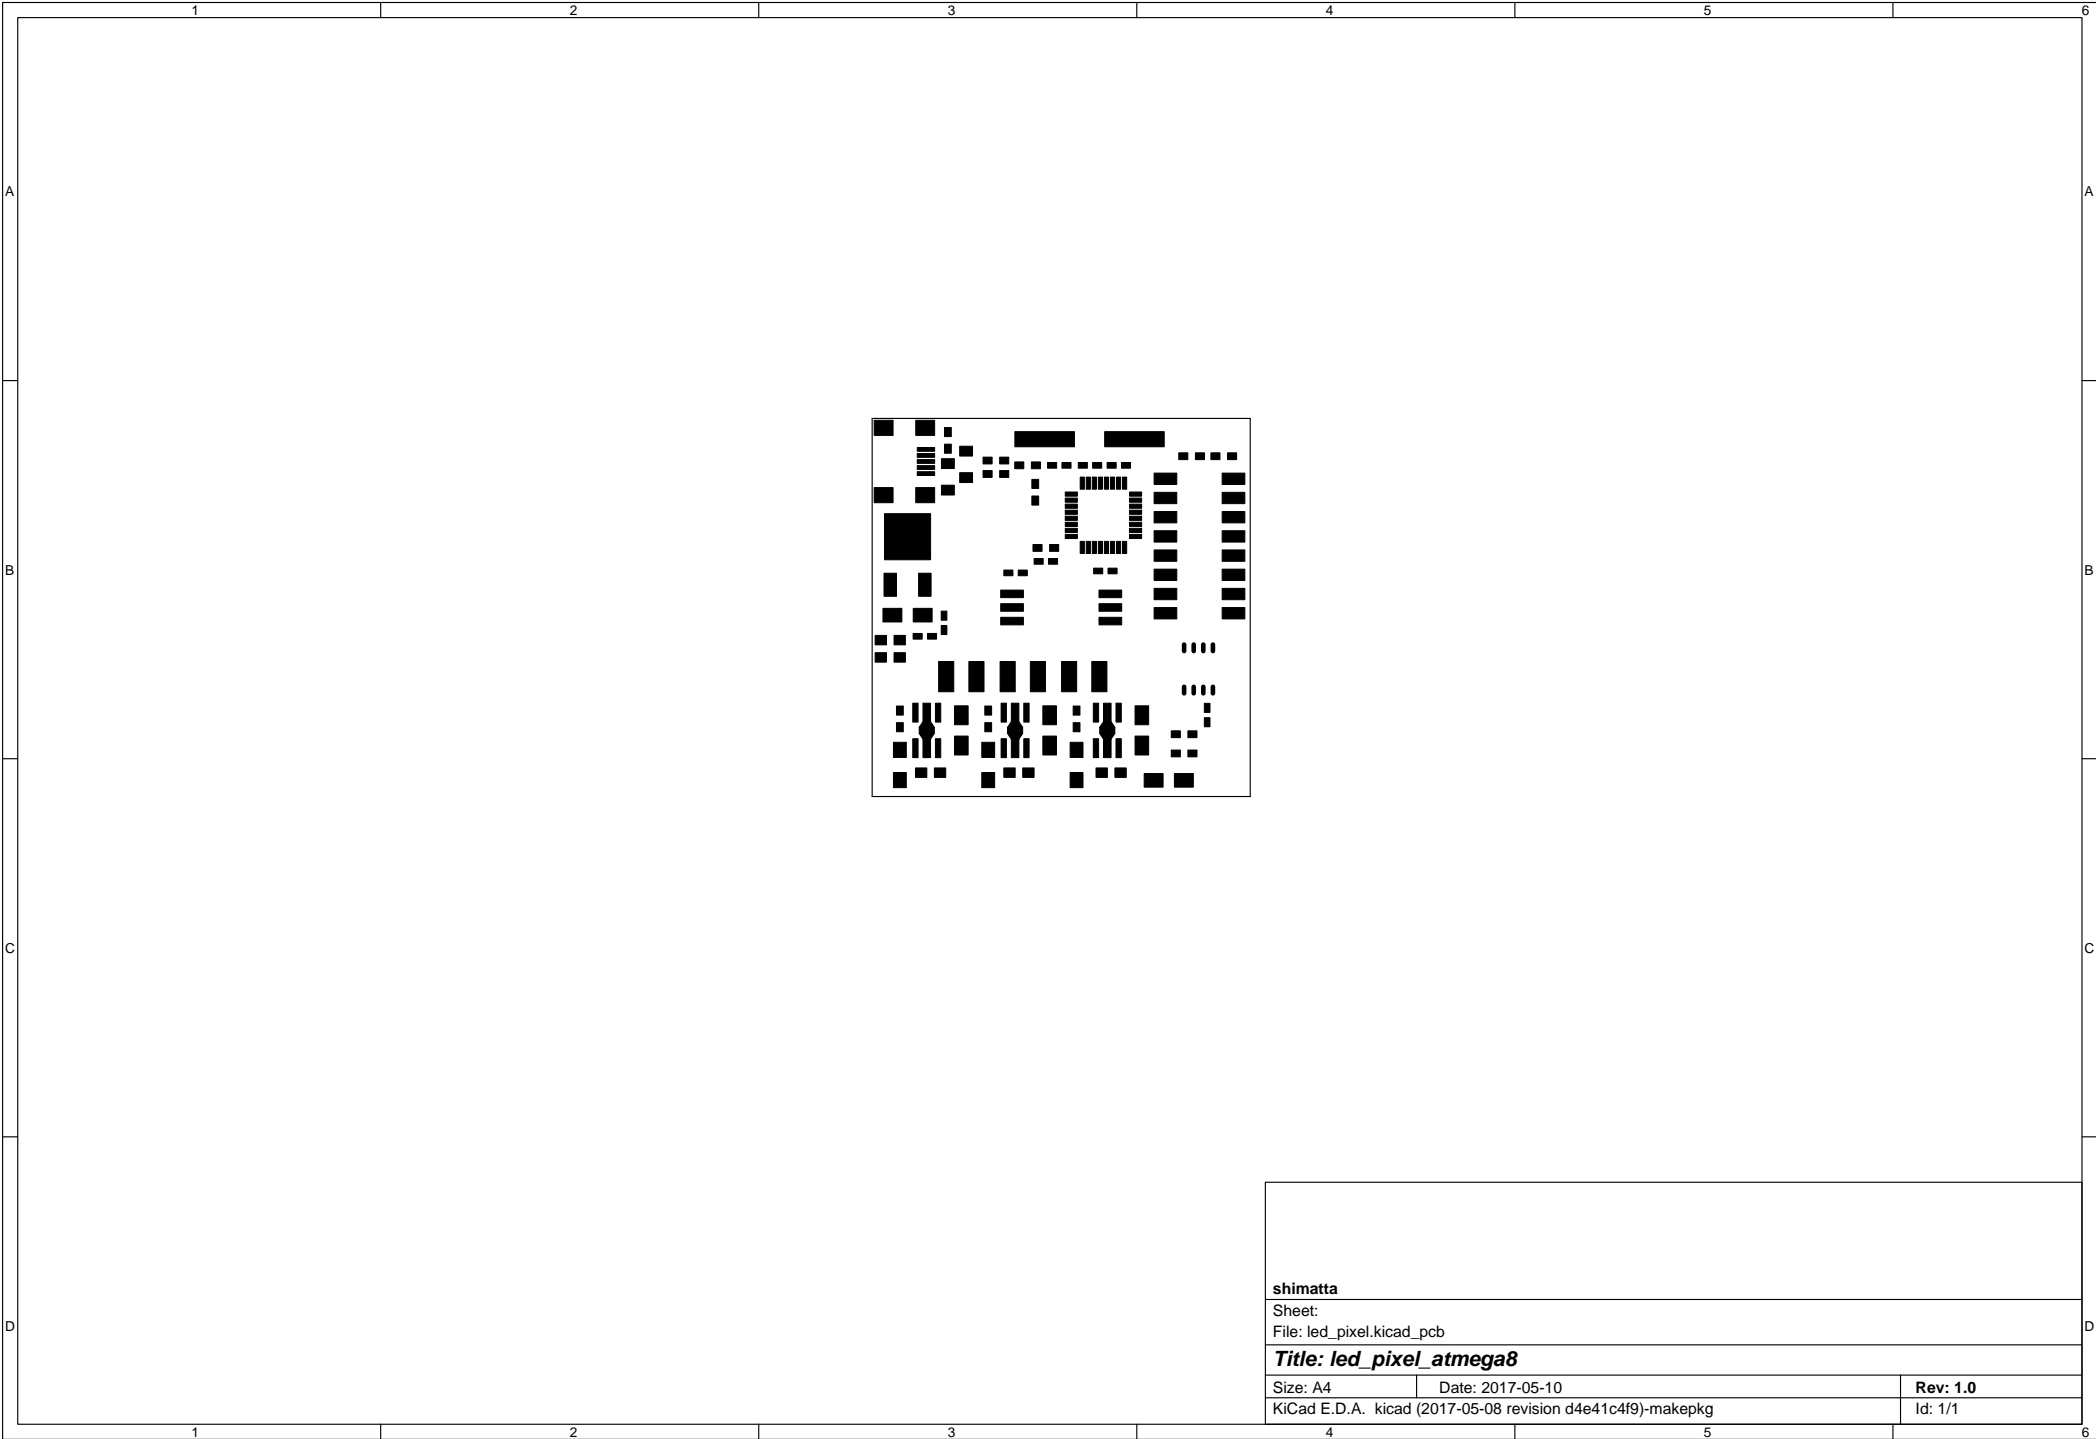 1 2 3 4 5 6
A A
B B
C C
D D
shimatta
Sheet:
File: led_pixel.kicad_pcb
Title: led_pixel_atmega8
Size: A4 Date: 2017-05-10 Rev: 1.0
KiCad E.D.A. kicad (2017-05-08 revision d4e41c4f9)-makepkg Id: 1/1
1 2 3 4 5 6